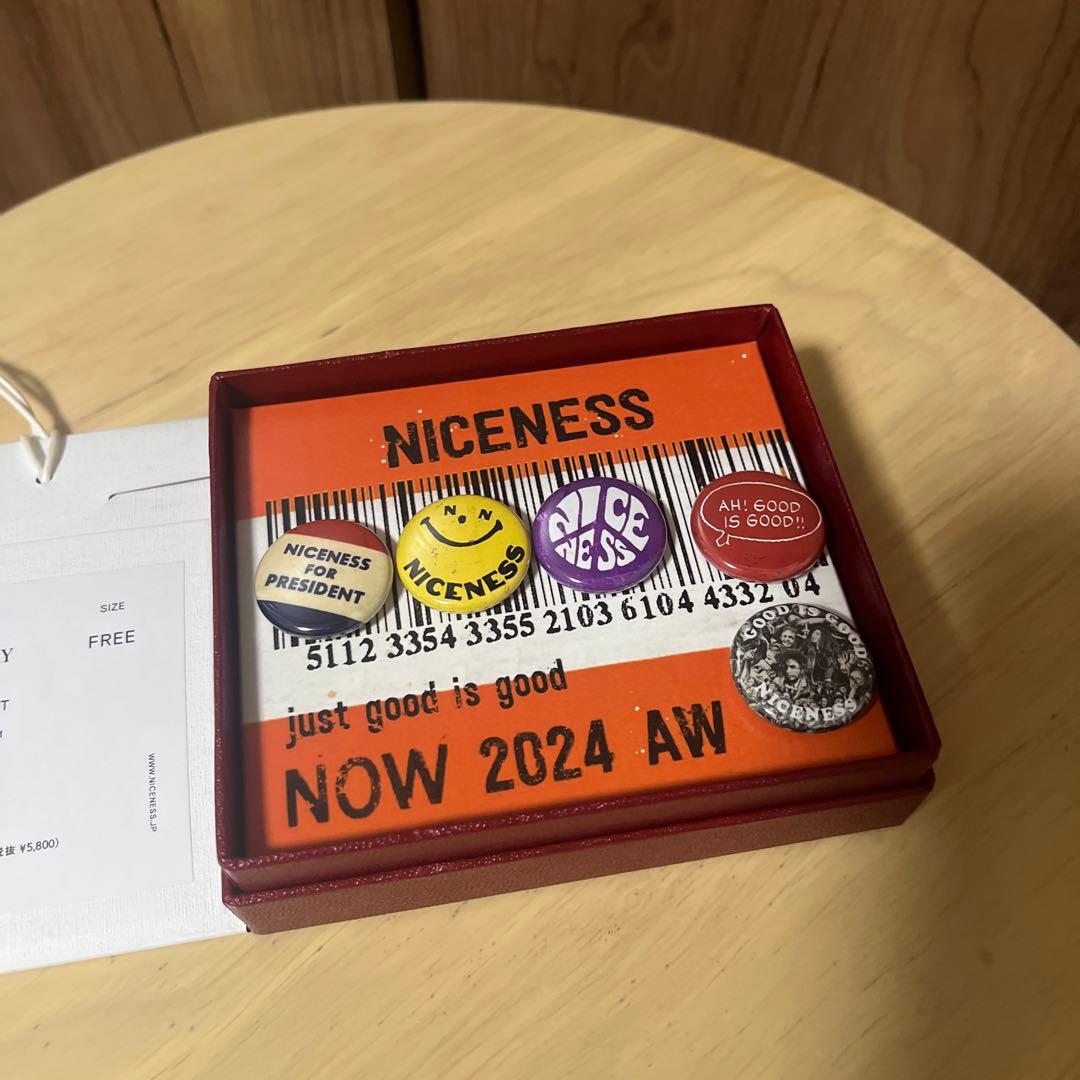 NICENESS
NICENESS
FOR
PRESIDENT
N N
NICENESS
NICE
NESS
AH! GOOD
IS GOOD!!
5112 3354 3355 2103 6104 4332 04
GOOD IS GOOD
NICENESS
just good is good
NOW 2024 AW
SIZE
FREE
Y
T
WWW.NICENESS.JP
抜 ¥5,800)